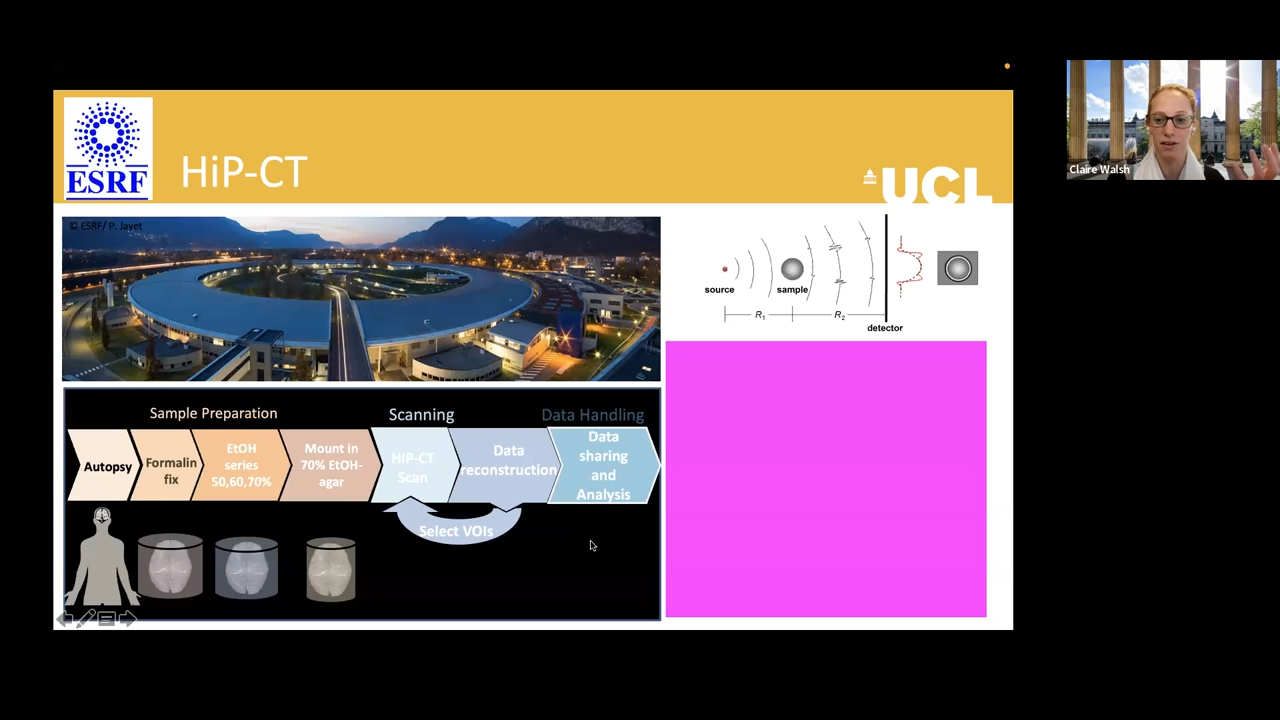 ESRF
HiP-CT
UCL
Claire Walsh
© ESRF/ P. Jayet
source
sample
R1
R2
detector
Sample Preparation
Scanning
Data Handling
Autopsy
Formalin
fix
EtOH
series
50,60,70%
Mount in
70% EtOH-
agar
HiP-CT
Scan
Data
reconstruction
Data
sharing
and
Analysis
Select VOIs